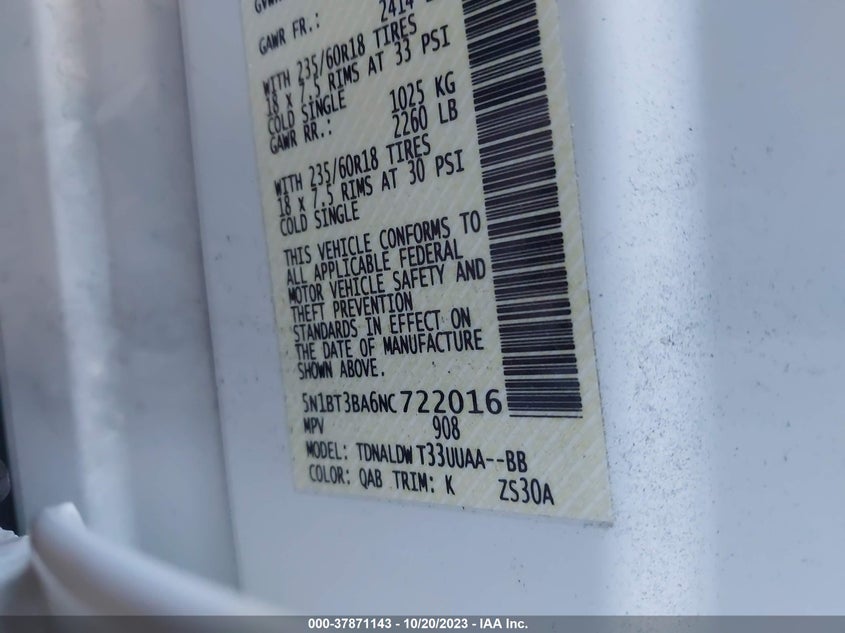 GAWR FR.: 2414
WITH 235/60R18 TIRES
18 X 7.5 RIMS AT 33 PSI
COLD SINGLE 1025 KG
GAWR RR.: 2260 LB
WITH 235/60R18 TIRES
18 X 7.5 RIMS AT 30 PSI
COLD SINGLE
THIS VEHICLE CONFORMS TO
ALL APPLICABLE FEDERAL
MOTOR VEHICLE SAFETY AND
THEFT PREVENTION
STANDARDS IN EFFECT ON
THE DATE OF MANUFACTURE
SHOWN ABOVE.
5N1BT3BA6NC722016
MPV 908
MODEL: TDNALDWT33UUAA--BB
COLOR: QAB TRIM: K ZS30A
000-37871143 - 10/20/2023 - IAA Inc.